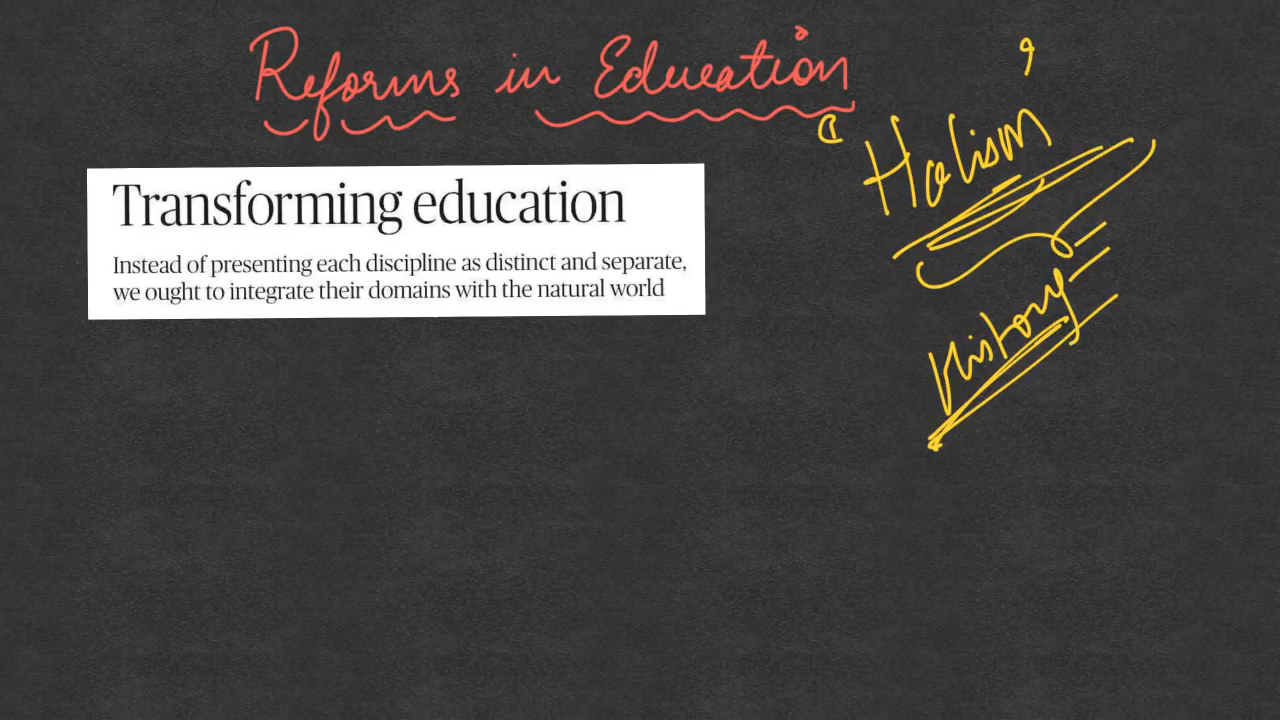 Reforms in Education
Transforming education
Instead of presenting each discipline as distinct and separate,
we ought to integrate their domains with the natural world
Holism
History